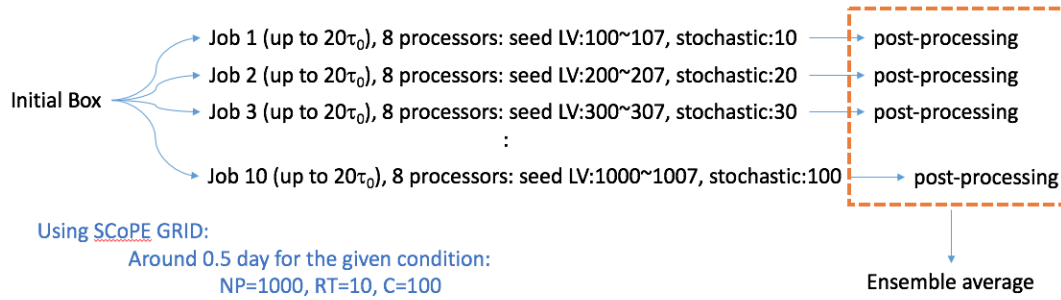 Job 1 (up to 20τ₀), 8 processors: seed LV:100~107, stochastic:10 post-processing
Job 2 (up to 20τ₀), 8 processors: seed LV:200~207, stochastic:20 post-processing
Initial Box
Job 3 (up to 20τ₀), 8 processors: seed LV:300~307, stochastic:30 post-processing
:
Job 10 (up to 20τ₀), 8 processors: seed LV:1000~1007, stochastic:100 post-processing
Using SCoPE GRID:
Around 0.5 day for the given condition:
NP=1000, RT=10, C=100
Ensemble average